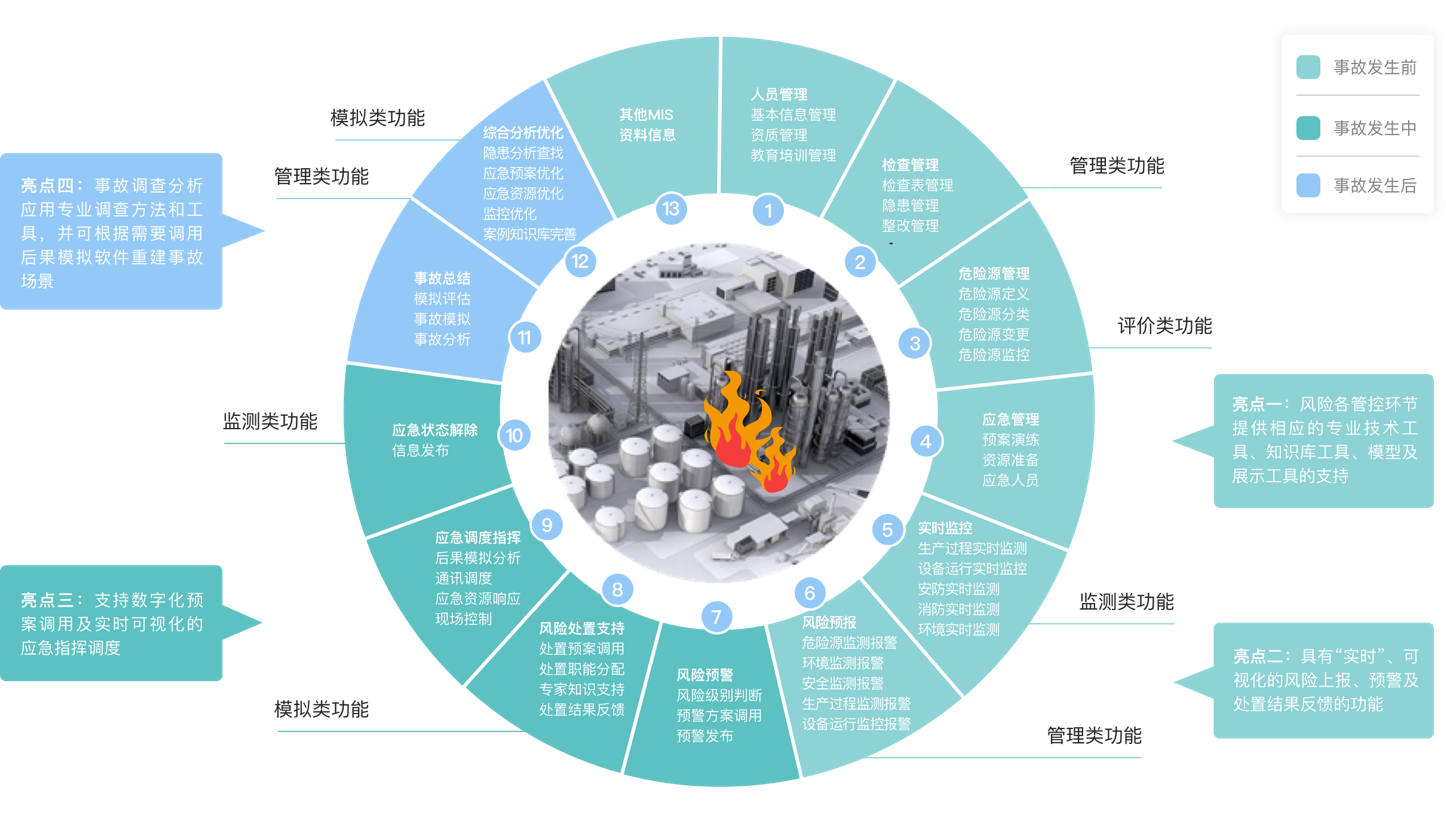 事故发生前
事故发生中
事故发生后
其他MIS
资料信息
13
人员管理
基本信息管理
资质管理
教育培训管理
1
检查管理
检查表管理
隐患管理
整改管理
-
2
管理类功能
危险源管理
危险源定义
危险源分类
危险源变更
危险源监控
3
评价类功能
应急管理
预案演练
资源准备
应急人员
4
亮点一：风险各管控环节
提供相应的专业技术工
具、知识库工具、模型及
展示工具的支持
实时监控
生产过程实时监测
设备运行实时监控
安防实时监测
消防实时监测
环境实时监测
5
监测类功能
亮点二：具有“实时”、可
视化的风险上报、预警及
处置结果反馈的功能
风险预报
危险源监测报警
环境监测报警
安全监测报警
生产过程监测报警
设备运行监控报警
6
管理类功能
风险预警
风险级别判断
预警方案调用
预警发布
7
风险处置支持
处置预案调用
处置职能分配
专家知识支持
处置结果反馈
8
模拟类功能
应急调度指挥
后果模拟分析
通讯调度
应急资源响应
现场控制
9
亮点三：支持数字化预
案调用及实时可视化的
应急指挥调度
应急状态解除
信息发布
10
监测类功能
事故总结
模拟评估
事故模拟
事故分析
11
管理类功能
综合分析优化
隐患分析查找
应急预案优化
应急资源优化
监控优化
案例知识库完善
12
模拟类功能
亮点四：事故调查分析
应用专业调查方法和工
具，并可根据需要调用
后果模拟软件重建事故
场景